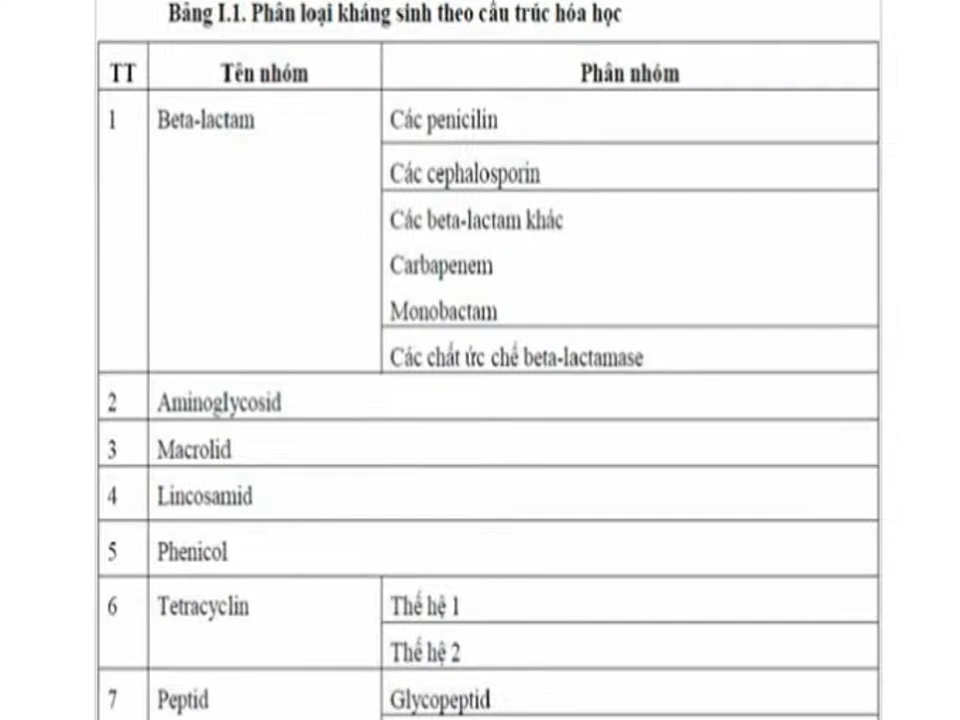 Bảng I.1. Phân loại kháng sinh theo cấu trúc hóa học
TT Tên nhóm Phân nhóm
1 Beta-lactam Các penicilin
Các cephalosporin
Các beta-lactam khác
Carbapenem
Monobactam
Các chất ức chế beta-lactamase
2 Aminoglycosid
3 Macrolid
4 Lincosamid
5 Phenicol
6 Tetracyclin Thế hệ 1
Thế hệ 2
7 Peptid Glycopeptid